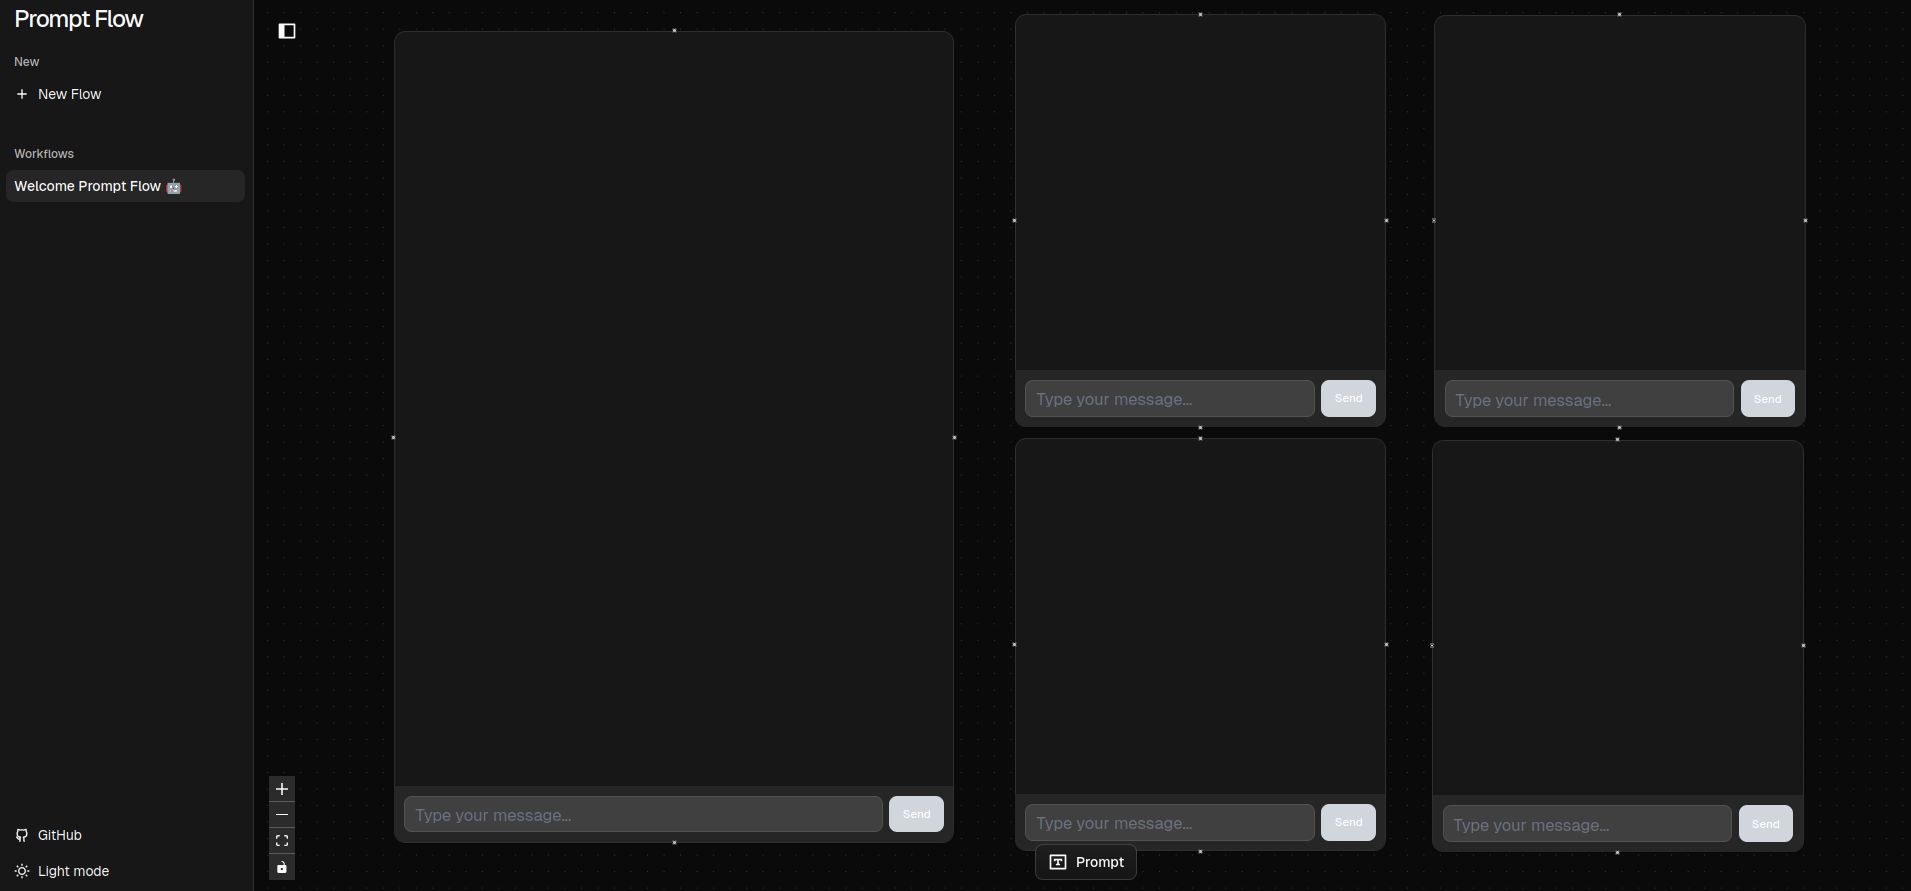 Prompt Flow
New
New Flow
Workflows
Welcome Prompt Flow 🤖
GitHub
Light mode
Type your message...
Send
Type your message...
Send
Type your message...
Send
Type your message...
Send
Type your message...
Send
Prompt